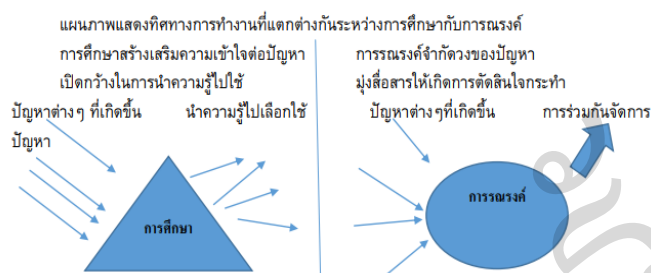 แผนภาพแสดงทิศทางการทำงานที่แตกต่างกันระหว่างการศึกษากับการณรงค์
การศึกษาสร้างเสริมความเข้าใจต่อปัญหา
เปิดกว้างในการนำความรู้ไปใช้
ปัญหาต่างๆ ที่เกิดขึ้น นำความรู้ไปเลือกใช้
ปัญหา
การศึกษา
การรณรงค์จำกัดวงของปัญหา
มุ่งสื่อสารให้เกิดการตัดสินใจกระทำ
ปัญหาต่างๆที่เกิดขึ้น การร่วมกันจัดการ
การรณรงค์